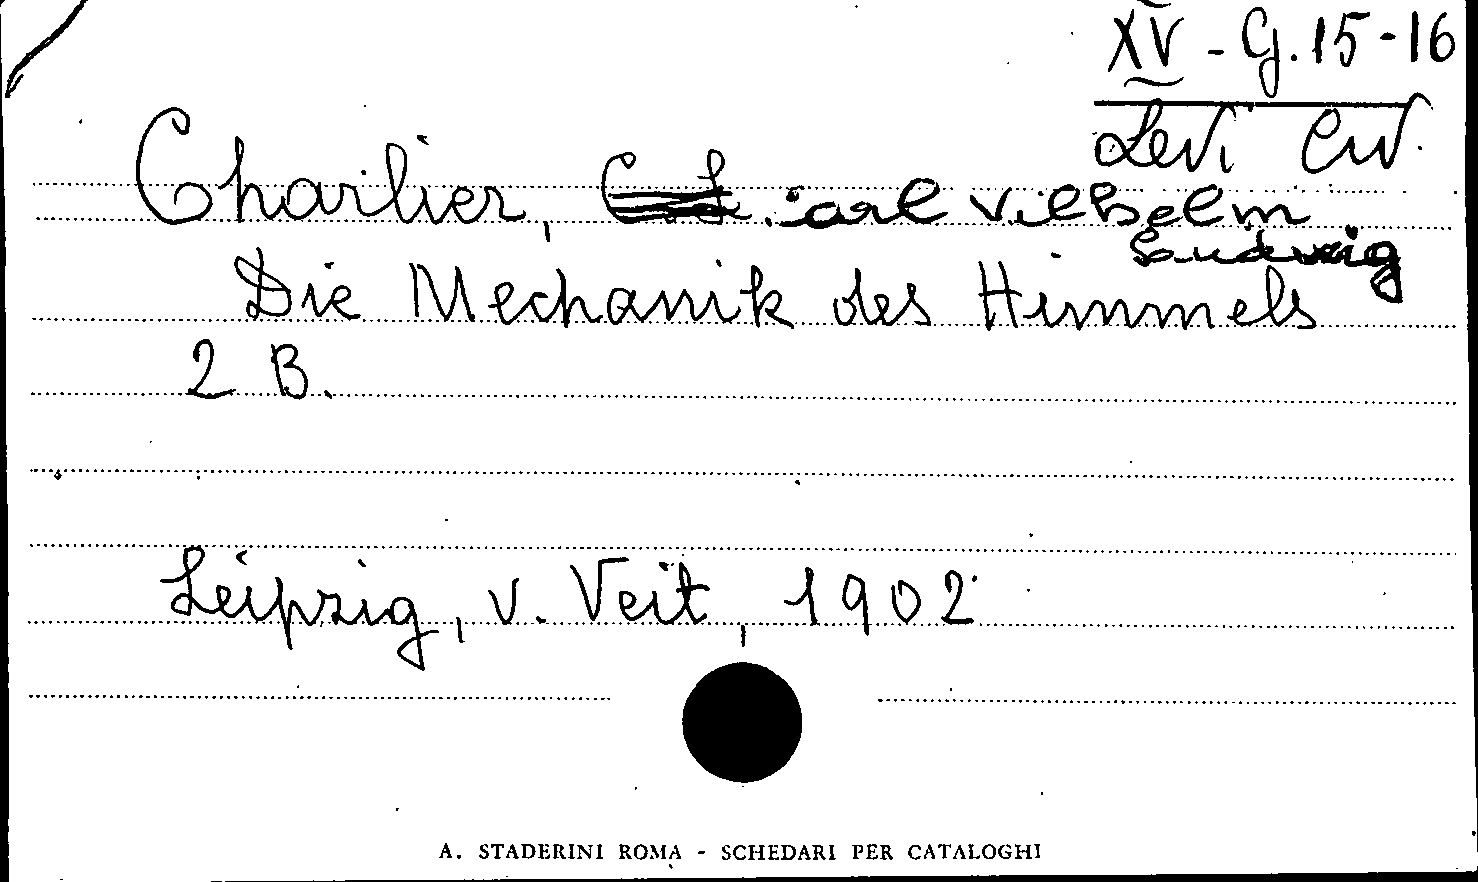 XV - G. 15-16
Levi Civ.
Charlier, C L Carl Vilhelm
Ludwig
Die Mechanik des Himmels
2 B.
Leipzig, v. Veit, 1902
A. STADERINI ROMA - SCHEDARI PER CATALOGHI